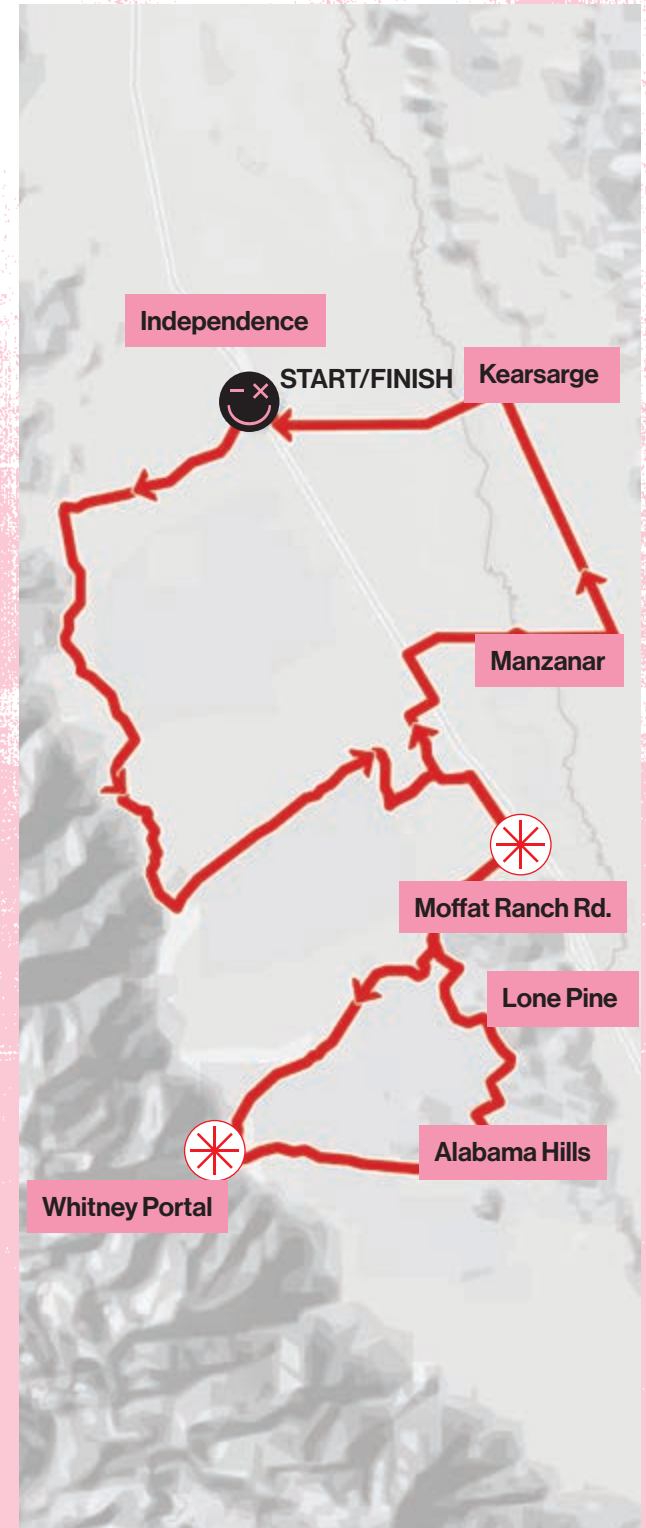 Independence
START/FINISH
Kearsarge
Manzanar
Moffat Ranch Rd.
Lone Pine
Alabama Hills
Whitney Portal